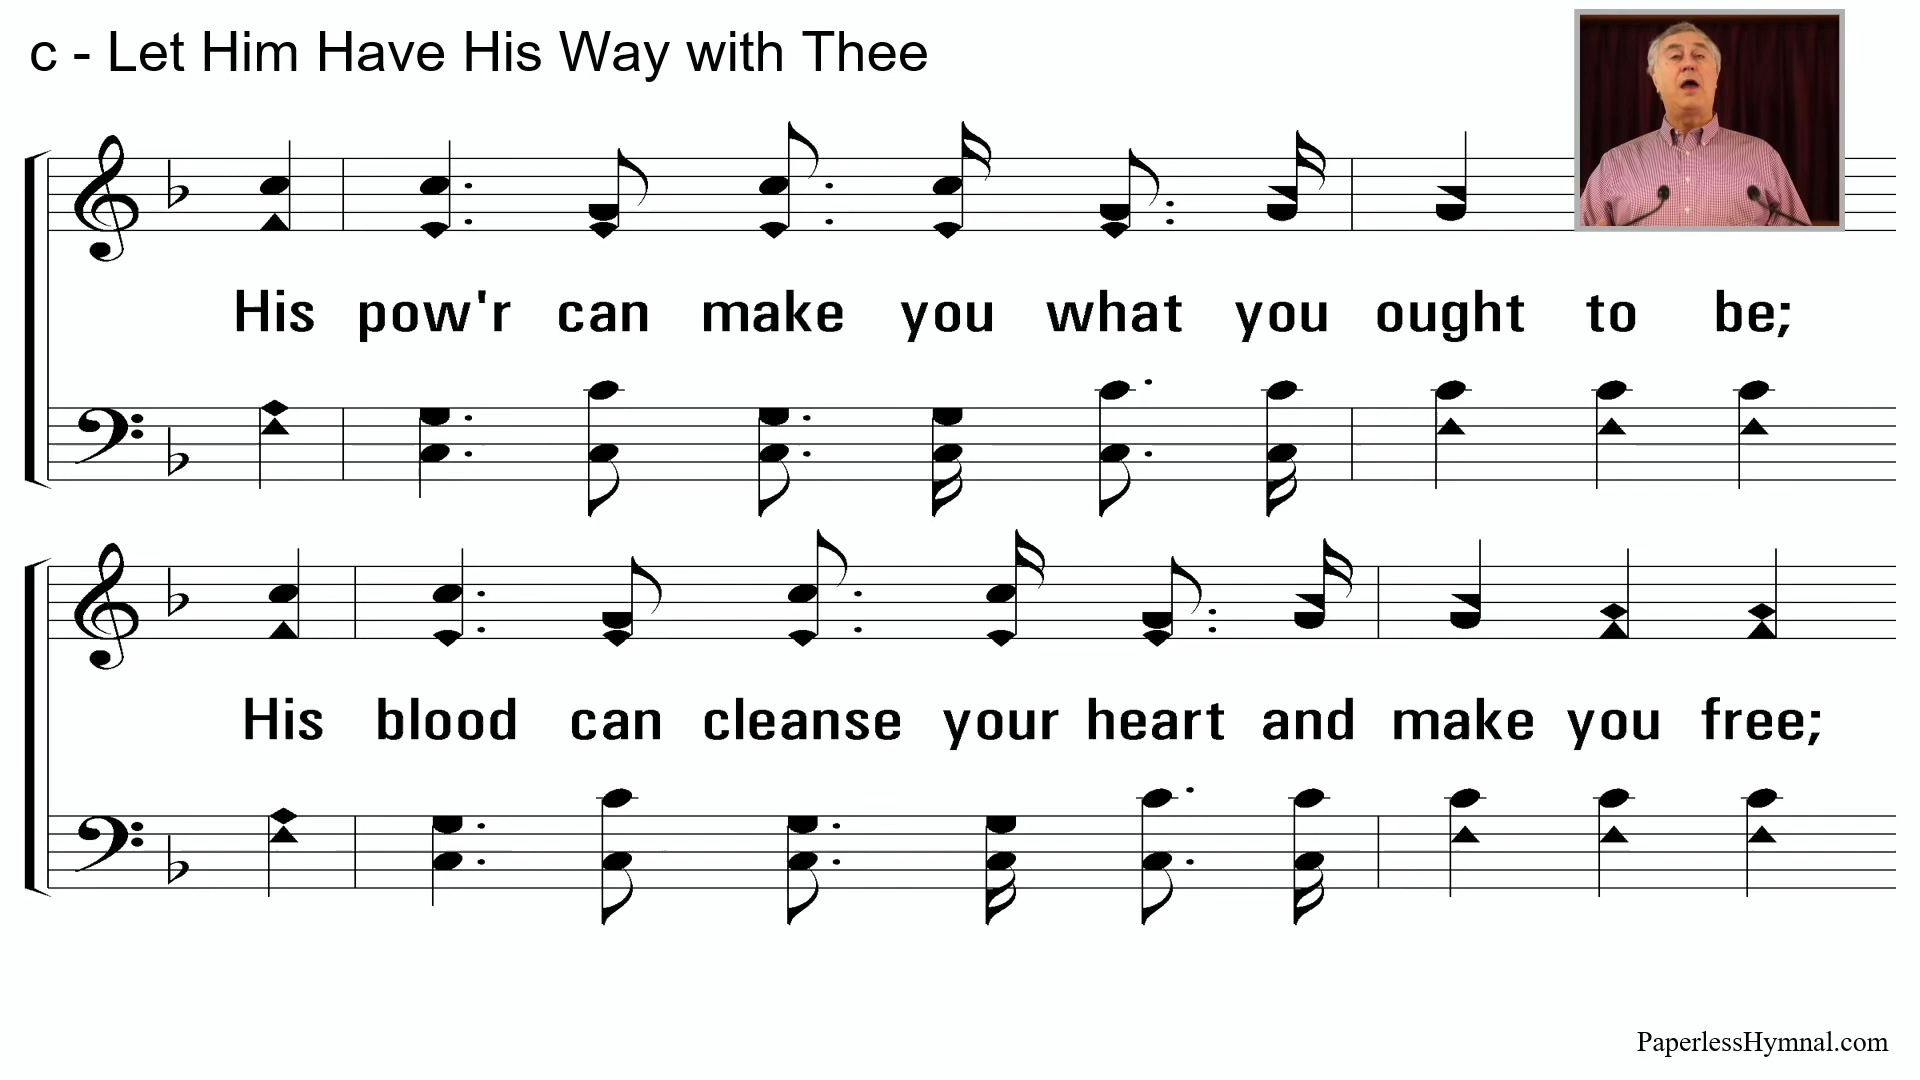 c - Let Him Have His Way with Thee
His pow'r can make you what you ought to be;
His blood can cleanse your heart and make you free;
PaperlessHymnal.com